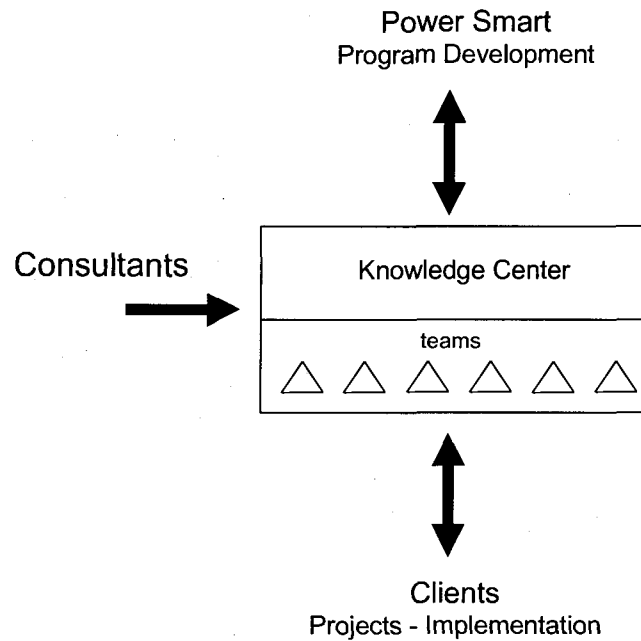 Power Smart
Program Development
Consultants
Knowledge Center
teams
Clients
Projects - Implementation